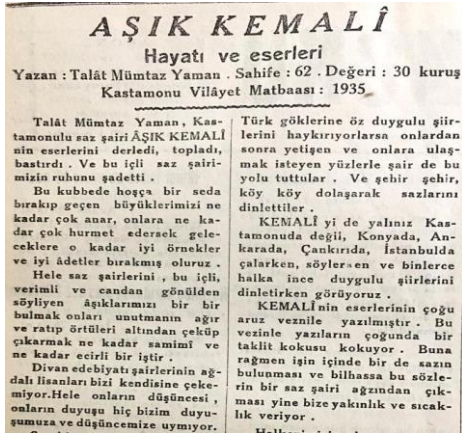 AŞIK KEMALÎ
Hayatı ve eserleri
Yazan : Talât Mümtaz Yaman . Sahife : 62 . Değeri : 30 kuruş
Kastamonu Vilâyet Matbaası : 1935
Talât Mümtaz Yaman, Kas-
tamonulu saz şairi ÂŞIK KEMALİ
nin eserlerini derledi, topladı,
bastırdı . Ve bu içli saz şairi-
mizin ruhunu şadetti .
Bu kubbede hoşça bir seda
bırakıp geçen büyüklerimizi ne
kadar çok anar, onlara ne ka-
dar çok hurmet edersek gele-
ceklere o kadar iyi örnekler
ve iyi âdetler bırakmış oluruz .
Hele saz şairlerini , bu içli,
verimli ve candan gönülden
söyliyen âşıklarımızı bir bir
bulmak onları unutmanın ağır
ve ratıp örtüleri altından çeküp
çıkarmak ne kadar samimî ve
ne kadar ecirli bir iştir .
Divan edebiyatı şairlerinin ağ-
dalı lisanları bizi kendisine çeke-
miyor.Hele onların düşüncesi ,
onların duyuşu hiç bizim duyu-
şumuza ve düşüncemize uymıyor.
Türk göklerine öz duygulu şiir-
lerini haykırıyorlarsa onlardan
sonra yetişen ve onlara ulaş-
mak isteyen yüzlerle şair de bu
yolu tuttular . Ve şehir şehir,
köy köy dolaşarak sazlarını
dinlettiler .
KEMALÎ yi de yalınız Kas-
tamonuda değil, Konyada, An-
karada, Çankırıda, İstanbulda
çalarken, söylerken ve binlerce
halka ince duygulu şiirlerini
dinletirken görüyoruz .
KEMALÎ nin eserlerinin çoğu
aruz veznile yazılmıştır . Bu
vezinle yazıların çoğunda bir
taklit kokusu kokuyor . Buna
rağmen işin içinde bir de sazın
bulunması ve bilhassa bu sözle-
rin bir saz şairi ağzından çık-
ması yine bize yakınlık ve sıcak-
lık veriyor .